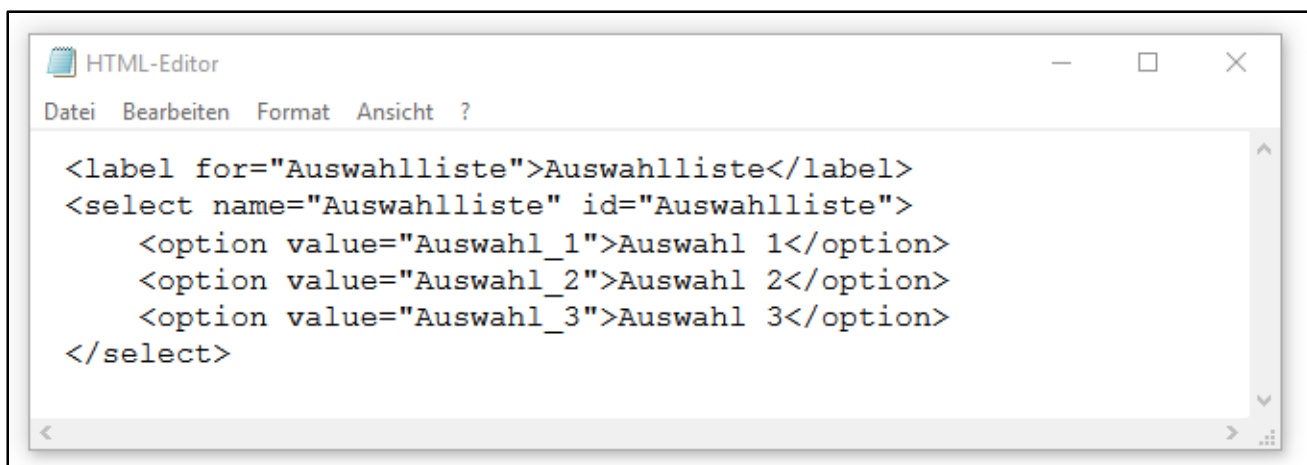 HTML-Editor
Datei Bearbeiten Format Ansicht ?
<label for="Auswahlliste">Auswahlliste</label>
<select name="Auswahlliste" id="Auswahlliste">
    <option value="Auswahl_1">Auswahl 1</option>
    <option value="Auswahl_2">Auswahl 2</option>
    <option value="Auswahl_3">Auswahl 3</option>
</select>